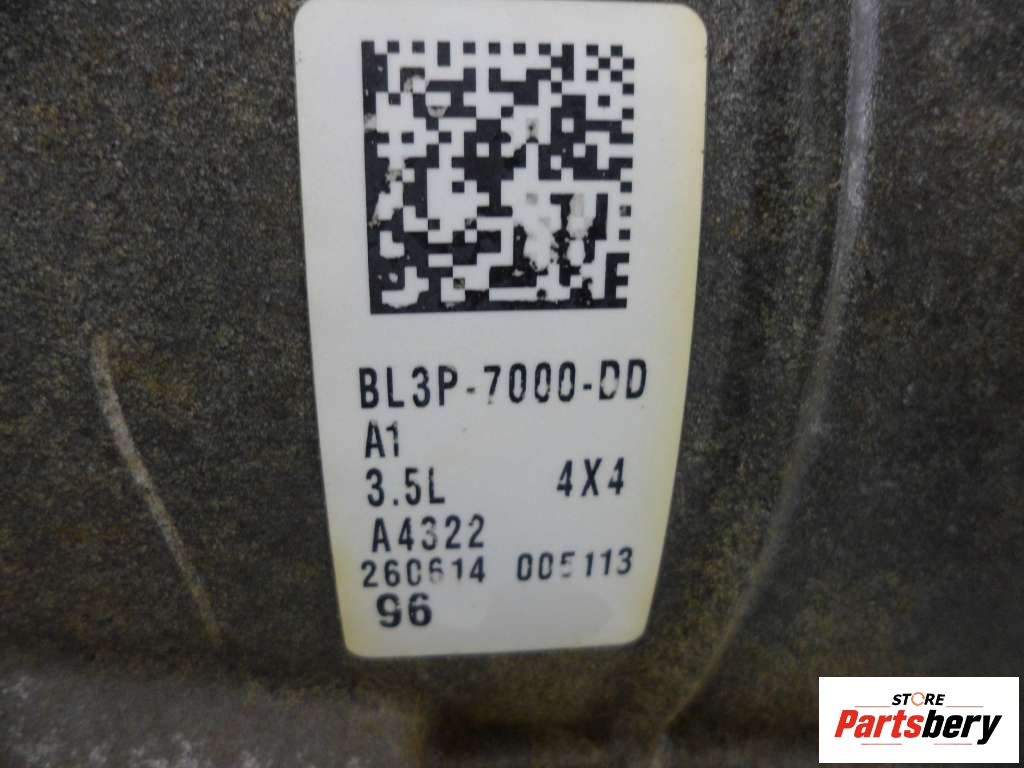 BL3P-7000-DD
A1
3.5L 4X4
A4322
260614 005113
96
STORE
Partsbery